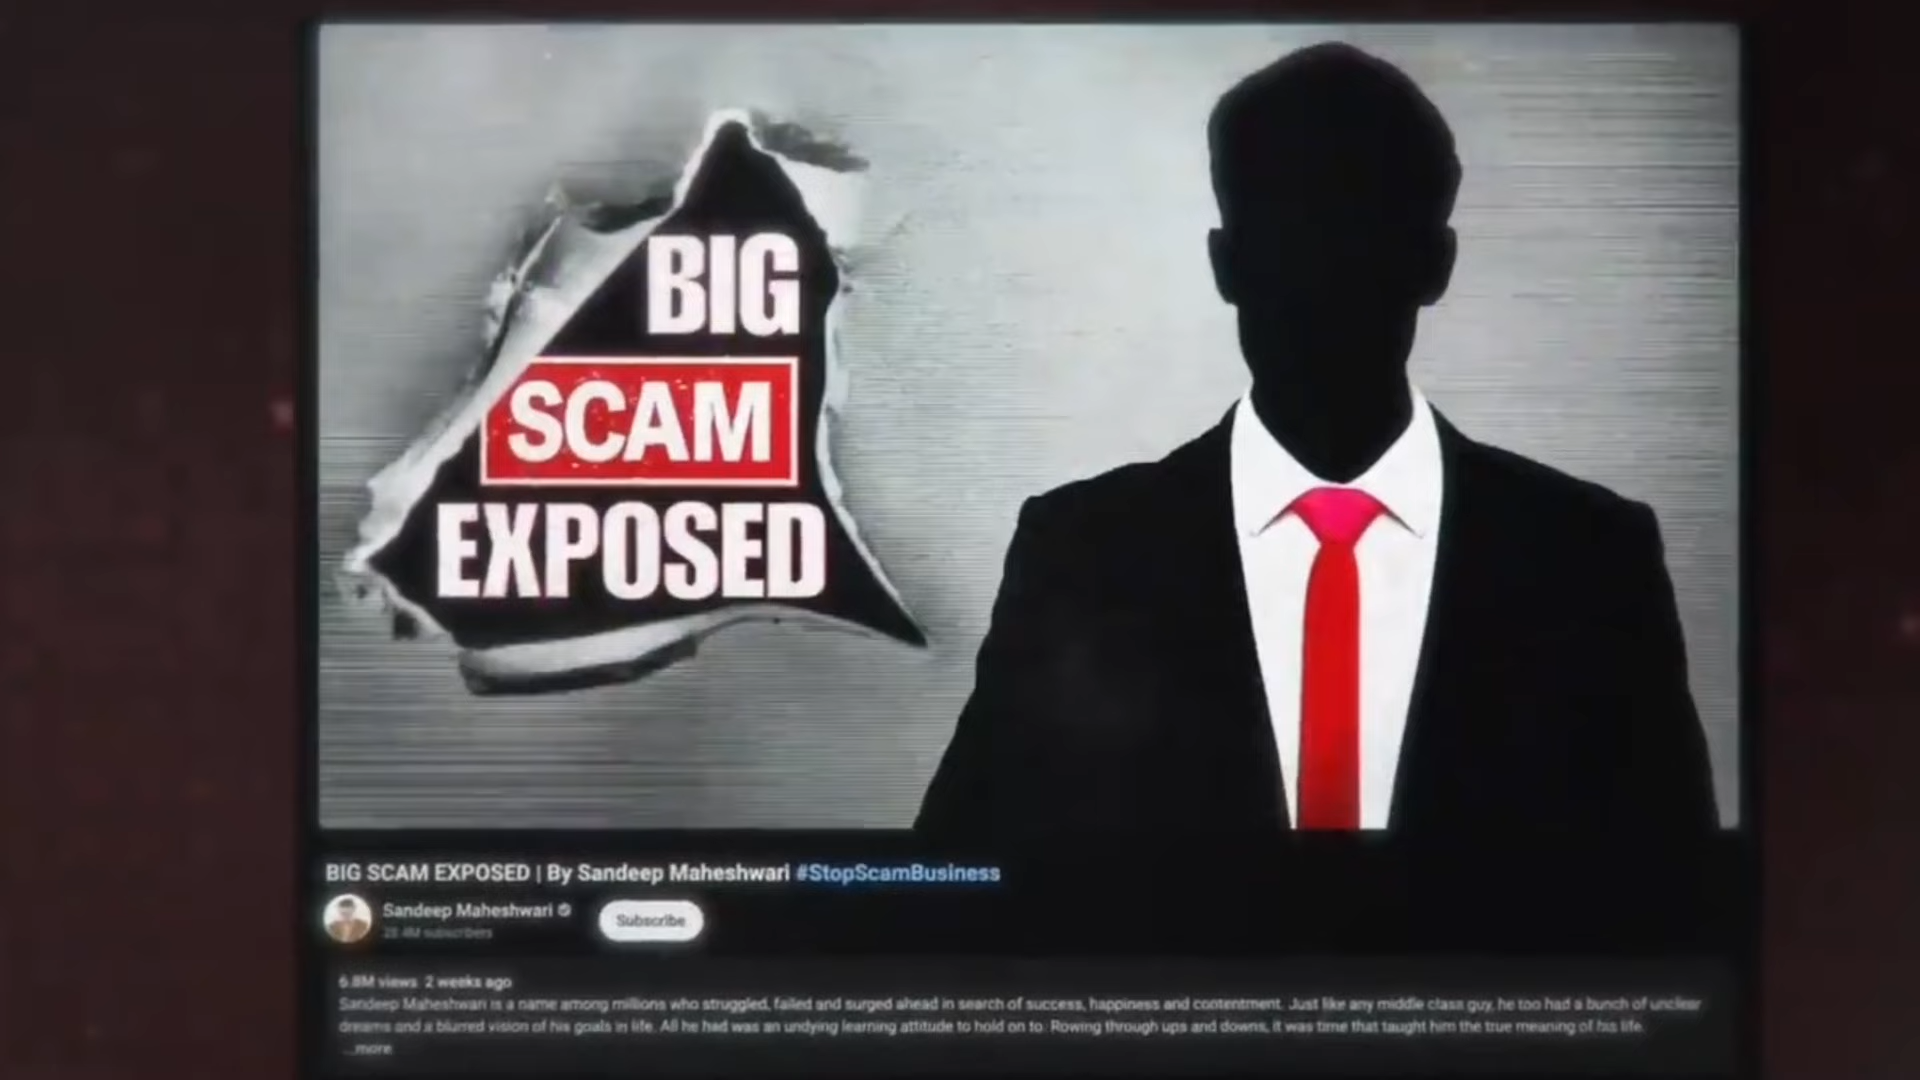 BIG
SCAM
EXPOSED
BIG SCAM EXPOSED | By Sandeep Maheshwari #StopScamBusiness
Sandeep Maheshwari
Subscribe
28.4M subscribers
6.8M views 2 weeks ago
Sandeep Maheshwari is a name among millions who struggled, failed and surged ahead in search of success, happiness and contentment. Just like any middle class guy, he too had a bunch of unclear
dreams and a blurred vision of his goals in life. All he had was an undying learning attitude to hold on to. Rowing through ups and downs, it was time that taught him the true meaning of his life.
...more